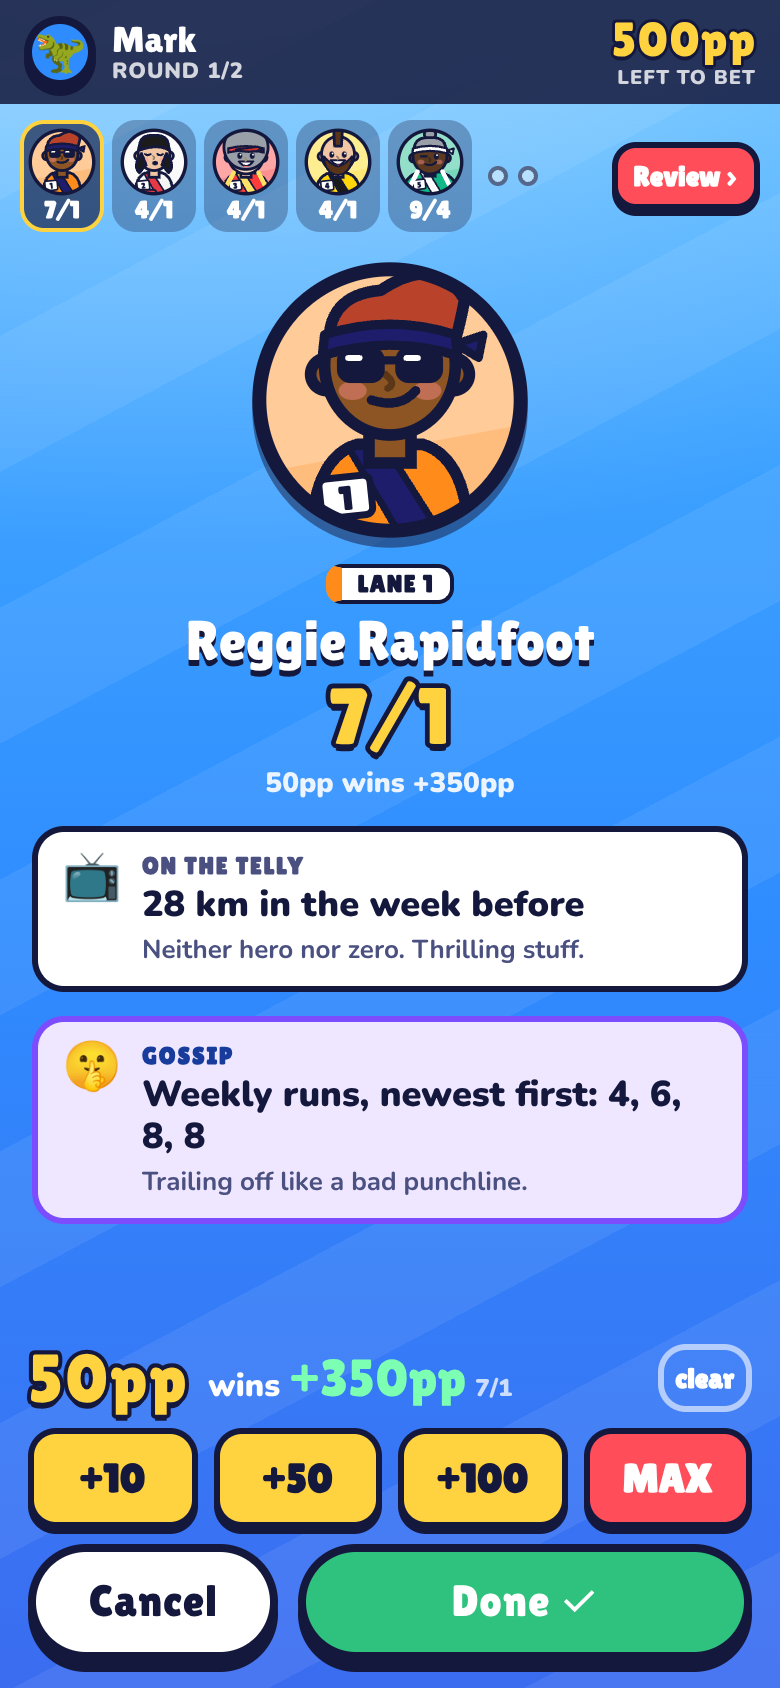 Mark
ROUND 1/2
500pp
LEFT TO BET
7/1
4/1
4/1
4/1
9/4
Review ›
1
LANE 1
Reggie Rapidfoot
7/1
50pp wins +350pp
ON THE TELLY
28 km in the week before
Neither hero nor zero. Thrilling stuff.
GOSSIP
Weekly runs, newest first: 4, 6,
8, 8
Trailing off like a bad punchline.
50pp wins +350pp 7/1
clear
+10
+50
+100
MAX
Cancel
Done ✓